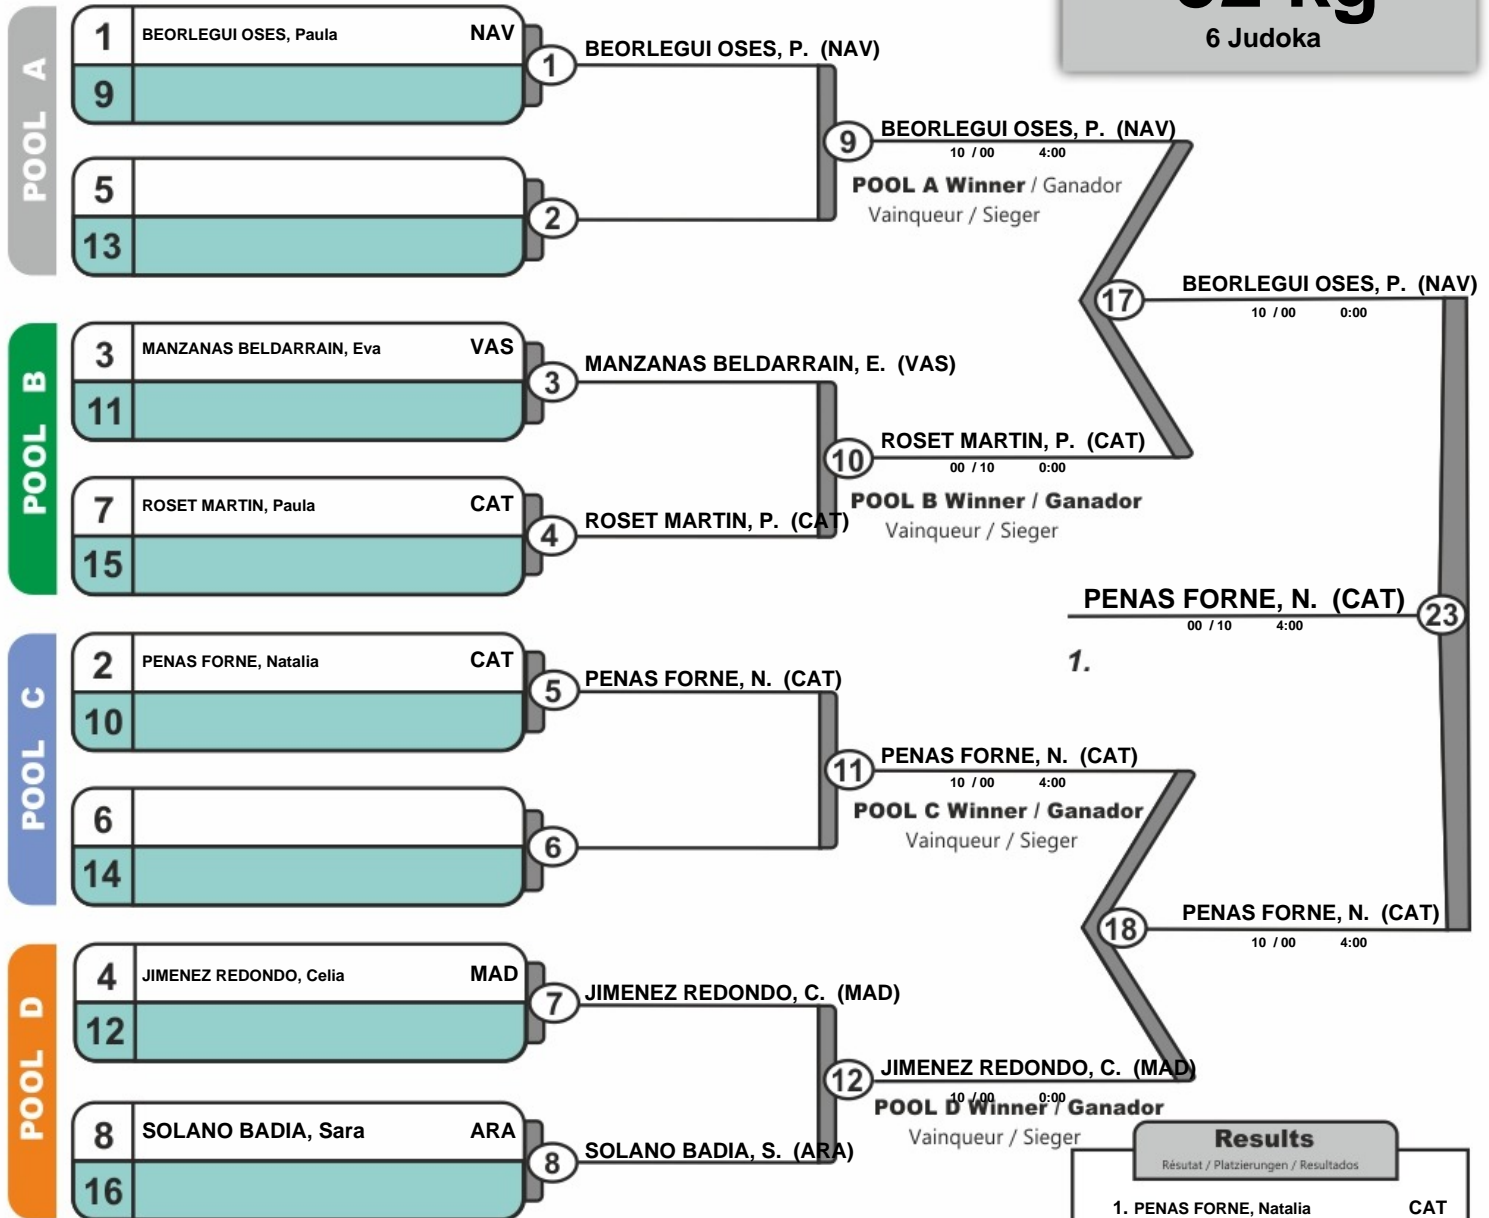 6 Judoka
POOL A
1 BEORLEGUI OSES, Paula NAV
9
1
BEORLEGUI OSES, P. (NAV)
5
13
2
9
BEORLEGUI OSES, P. (NAV)
10 / 00 4:00
POOL A Winner / Ganador
Vainqueur / Sieger
POOL B
3 MANZANAS BELDARRAIN, Eva VAS
11
3
MANZANAS BELDARRAIN, E. (VAS)
7 ROSET MARTIN, Paula CAT
15
4
ROSET MARTIN, P. (CAT)
10
ROSET MARTIN, P. (CAT)
00 / 10 0:00
POOL B Winner / Ganador
Vainqueur / Sieger
17
BEORLEGUI OSES, P. (NAV)
10 / 00 0:00
PENAS FORNE, N. (CAT)
00 / 10 4:00
23
1.
POOL C
2 PENAS FORNE, Natalia CAT
10
5
PENAS FORNE, N. (CAT)
6
14
6
11
PENAS FORNE, N. (CAT)
10 / 00 4:00
POOL C Winner / Ganador
Vainqueur / Sieger
18
PENAS FORNE, N. (CAT)
10 / 00 4:00
POOL D
4 JIMENEZ REDONDO, Celia MAD
12
7
JIMENEZ REDONDO, C. (MAD)
8 SOLANO BADIA, Sara ARA
16
8
SOLANO BADIA, S. (ARA)
12
JIMENEZ REDONDO, C. (MAD)
10 / 00 0:00
POOL D Winner / Ganador
Vainqueur / Sieger
Results
Résutat / Platzierungen / Resultados
1. PENAS FORNE, Natalia CAT